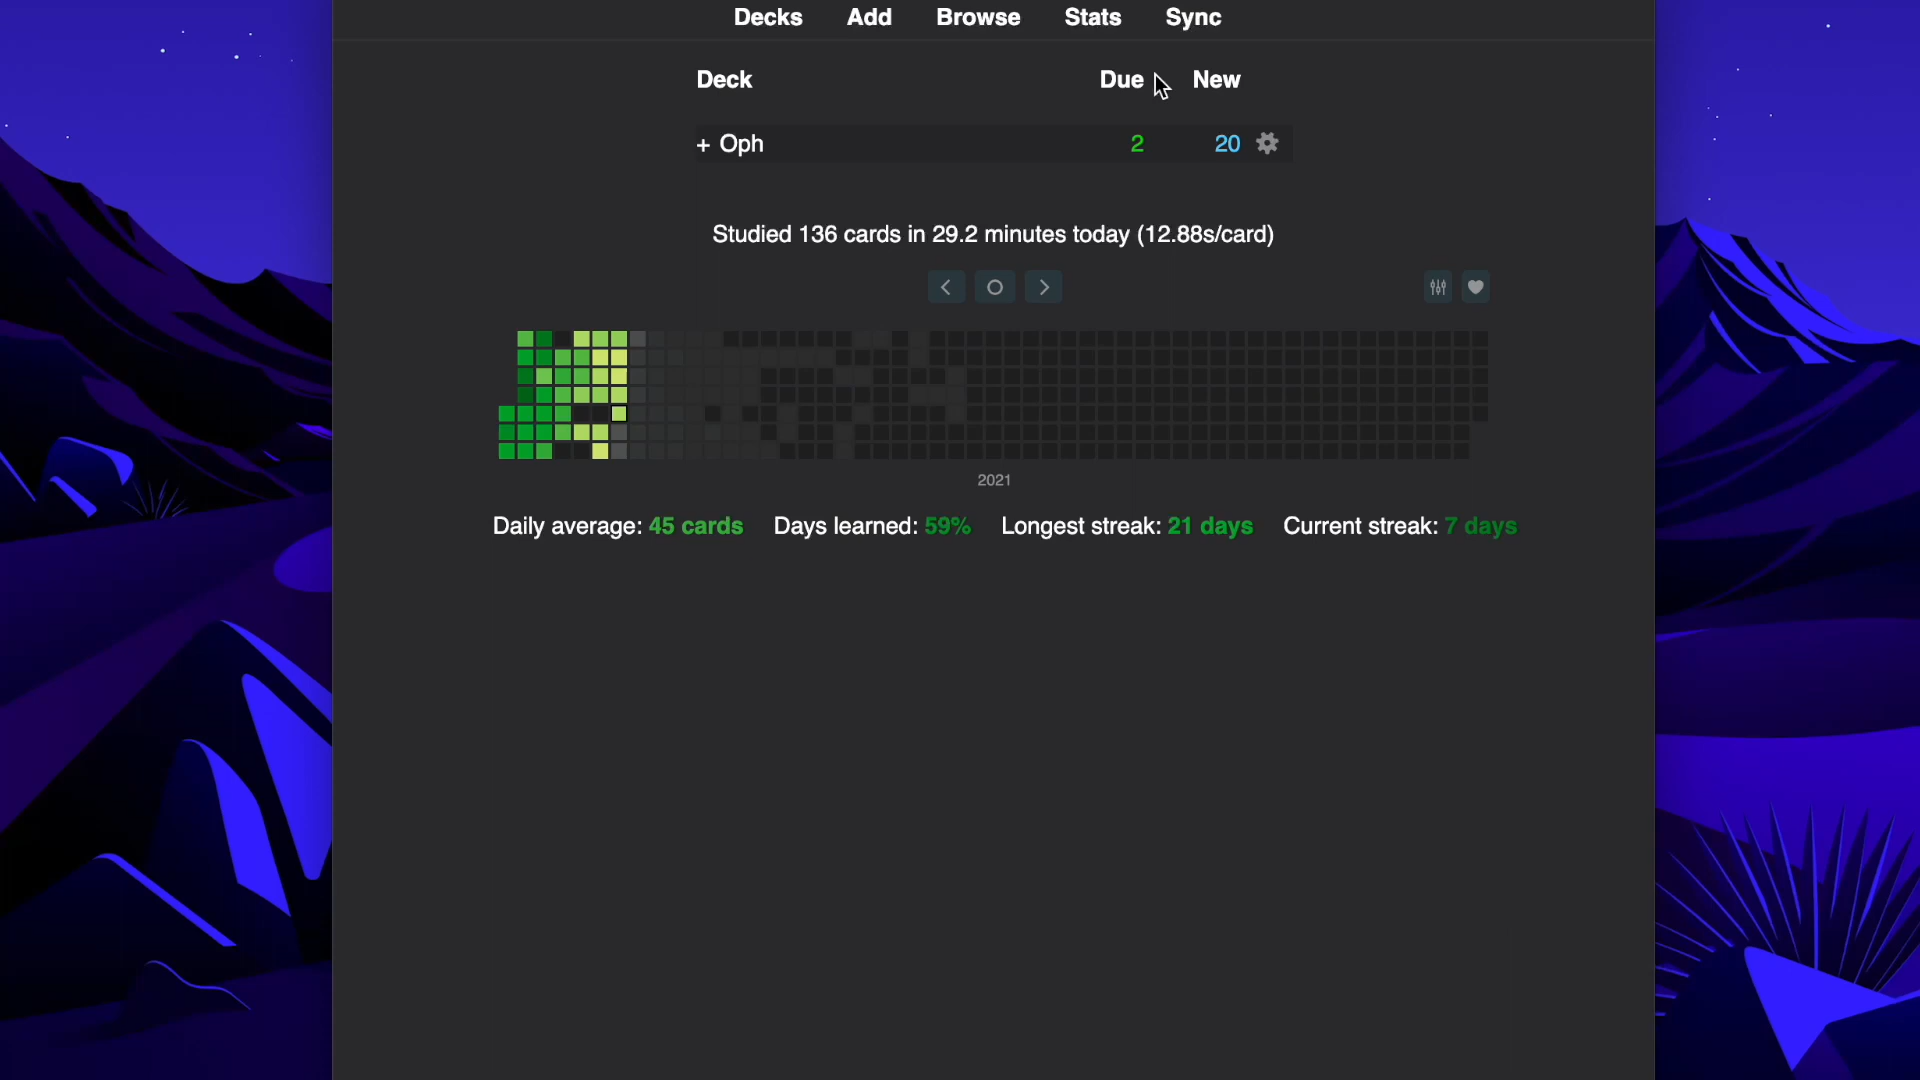 Decks Add Browse Stats Sync
Deck Due New
+ Oph 2 20
Studied 136 cards in 29.2 minutes today (12.88s/card)
2021
Daily average: 45 cards Days learned: 59% Longest streak: 21 days Current streak: 7 days